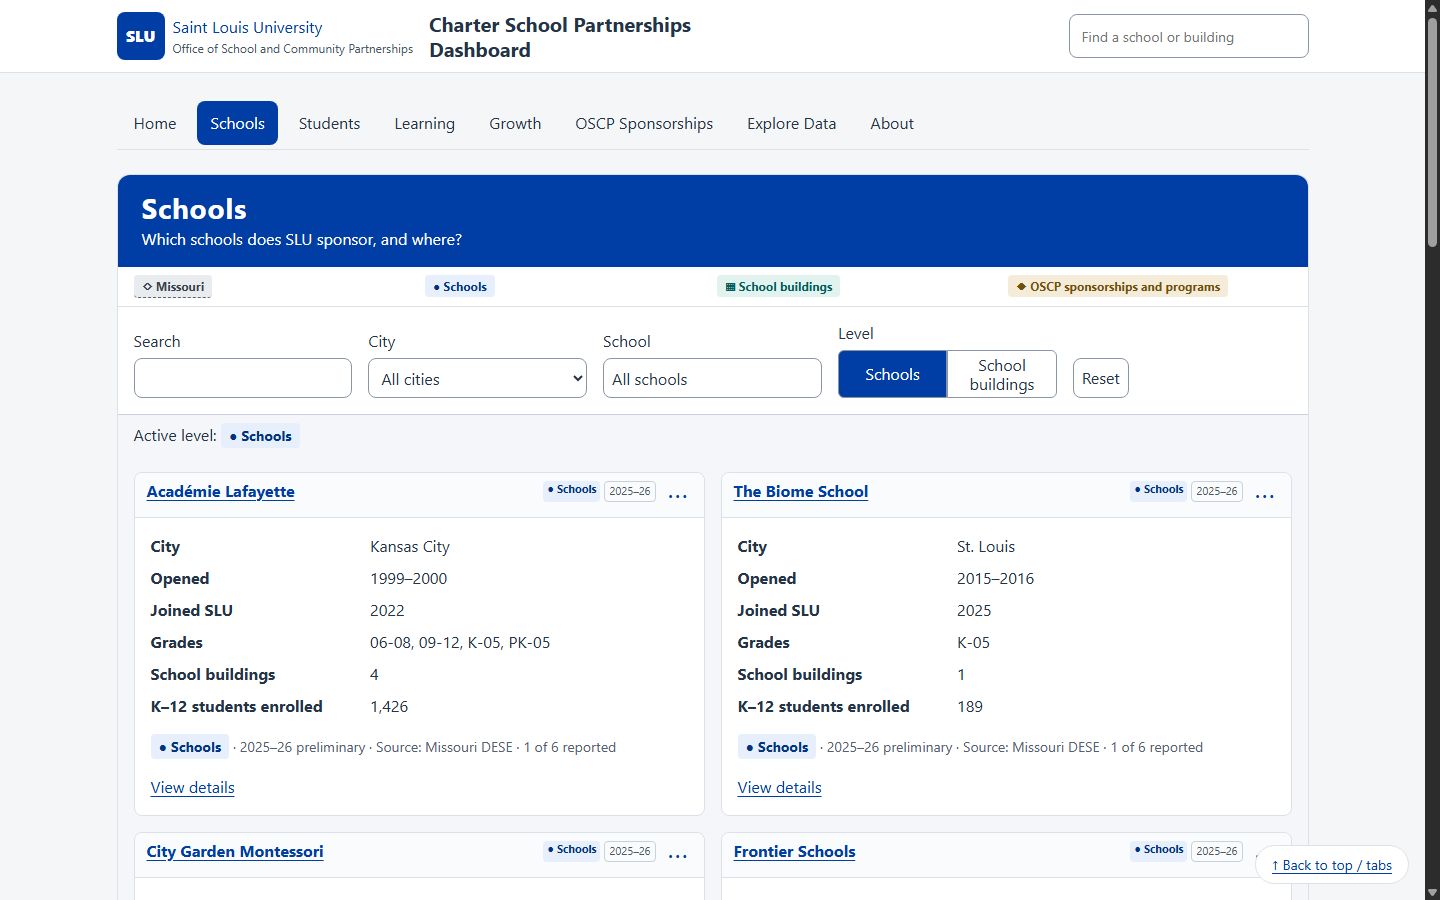 SLU
Saint Louis University
Office of School and Community Partnerships
Charter School Partnerships
Dashboard
Find a school or building
Home
Schools
Students
Learning
Growth
OSCP Sponsorships
Explore Data
About
Schools
Which schools does SLU sponsor, and where?
◇ Missouri
● Schools
▦ School buildings
◆ OSCP sponsorships and programs
Search
City
All cities
School
All schools
Level
Schools
School
buildings
Reset
Active level: ● Schools
Académie Lafayette
● Schools
2025–26
...
City
Kansas City
Opened
1999–2000
Joined SLU
2022
Grades
06-08, 09-12, K-05, PK-05
School buildings
4
K–12 students enrolled
1,426
● Schools · 2025–26 preliminary · Source: Missouri DESE · 1 of 6 reported
View details
The Biome School
● Schools
2025–26
...
City
St. Louis
Opened
2015–2016
Joined SLU
2025
Grades
K-05
School buildings
1
K–12 students enrolled
189
● Schools · 2025–26 preliminary · Source: Missouri DESE · 1 of 6 reported
View details
City Garden Montessori
● Schools
2025–26
...
Frontier Schools
● Schools
2025–26
↑ Back to top / tabs